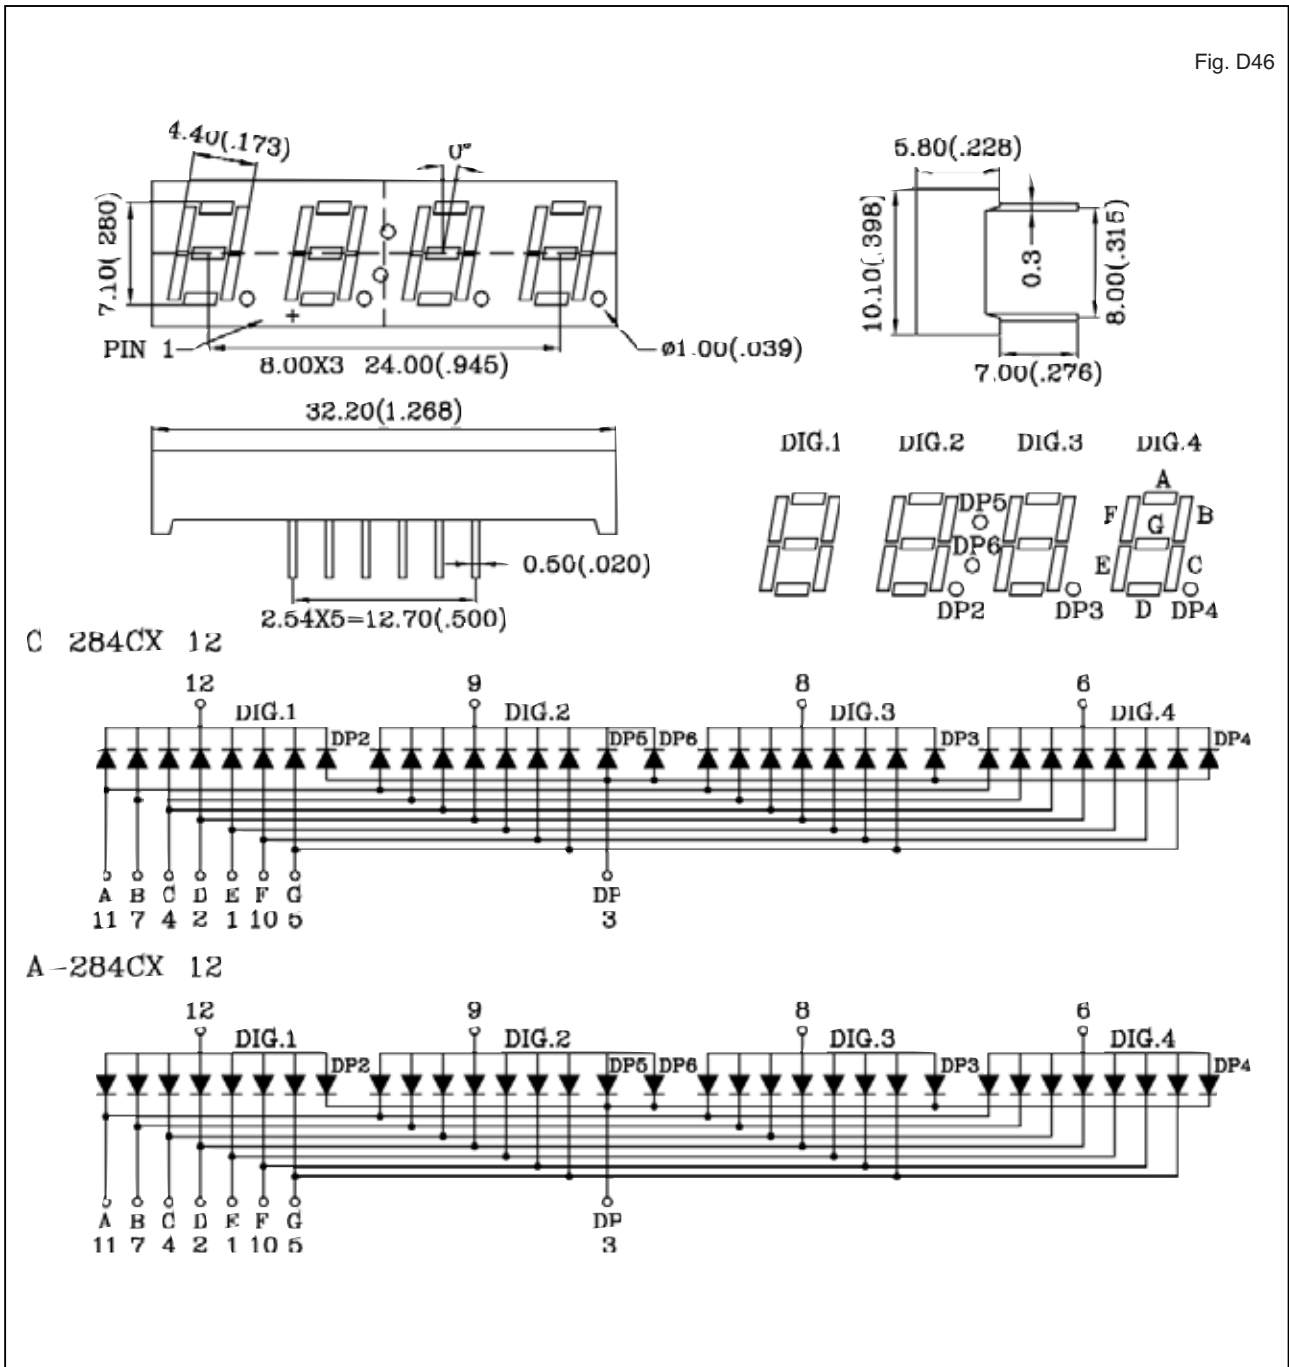 Fig. D46
4.40(.173)
0°
7.10( 280)
PIN 1
8.00X3 24.00(.945)
ø1.00(.039)
5.80(.228)
10.10(.398)
0.3
8.00(.315)
7.00(.276)
32.20(1.268)
0.50(.020)
2.54X5=12.70(.500)
DIG.1 DIG.2 DIG.3 DIG.4
A
DP5
F B
G
DP6
E C
DP2 DP3 D DP4
C 284CX 12
12 9 8 6
DIG.1 DIG.2 DIG.3 DIG.4
DP2 DP5 DP6 DP3 DP4
A B C D E F G DP
11 7 4 2 1 10 5 3
A-284CX 12
12 9 8 6
DIG.1 DIG.2 DIG.3 DIG.4
DP2 DP5 DP6 DP3 DP4
A B C D E F G DP
11 7 4 2 1 10 5 3